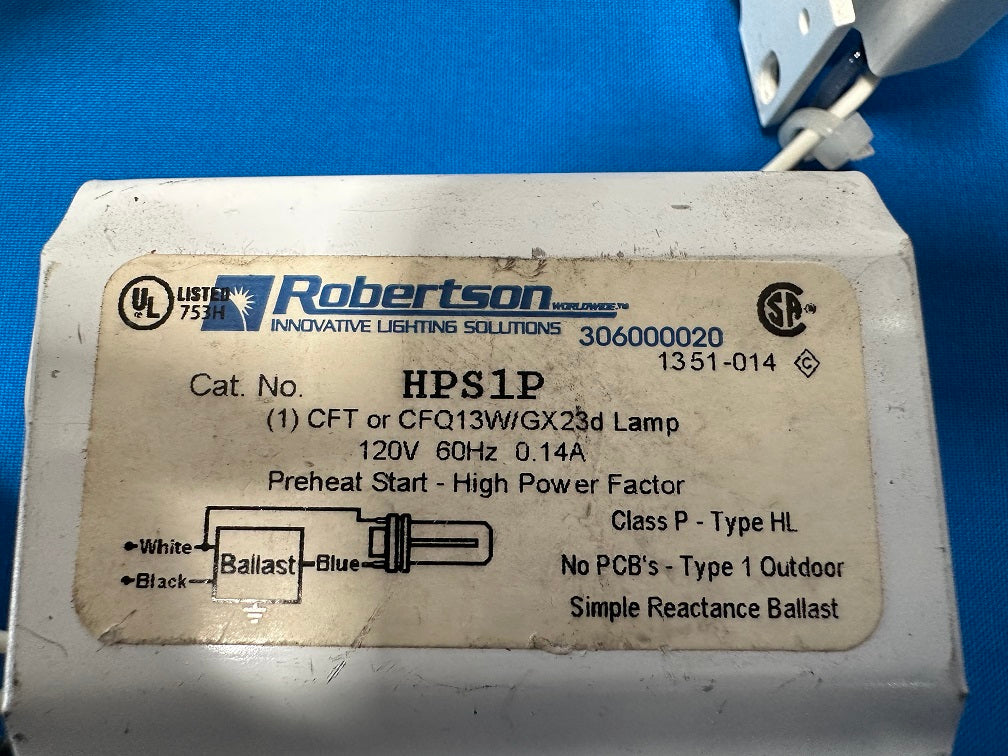 UL LISTED
753H
Robertson WORLDWIDE™
INNOVATIVE LIGHTING SOLUTIONS
306000020
1351-014 C
SA
Cat. No. HPS1P
(1) CFT or CFQ13W/GX23d Lamp
120V 60Hz 0.14A
Preheat Start - High Power Factor
Class P - Type HL
No PCB's - Type 1 Outdoor
Simple Reactance Ballast
White
Black
Ballast
Blue